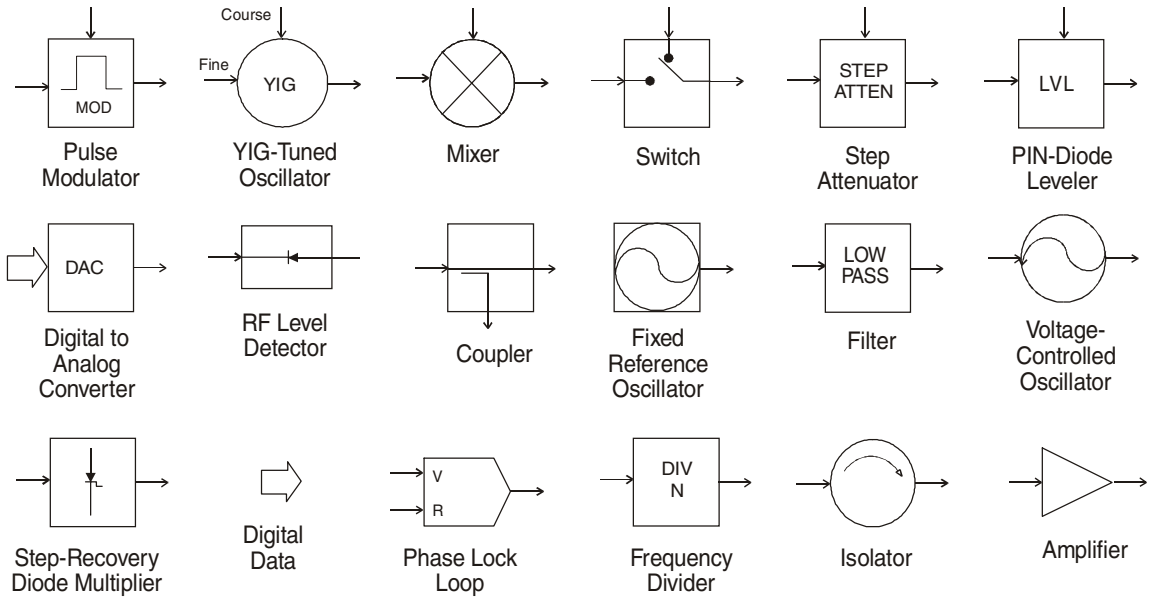 Course
Fine
MOD
YIG
STEP
ATTEN
LVL
Pulse
Modulator
YIG-Tuned
Oscillator
Mixer
Switch
Step
Attenuator
PIN-Diode
Leveler
DAC
LOW
PASS
Digital to
Analog
Converter
RF Level
Detector
Coupler
Fixed
Reference
Oscillator
Filter
Voltage-
Controlled
Oscillator
V
R
DIV
N
Step-Recovery
Diode Multiplier
Digital
Data
Phase Lock
Loop
Frequency
Divider
Isolator
Amplifier